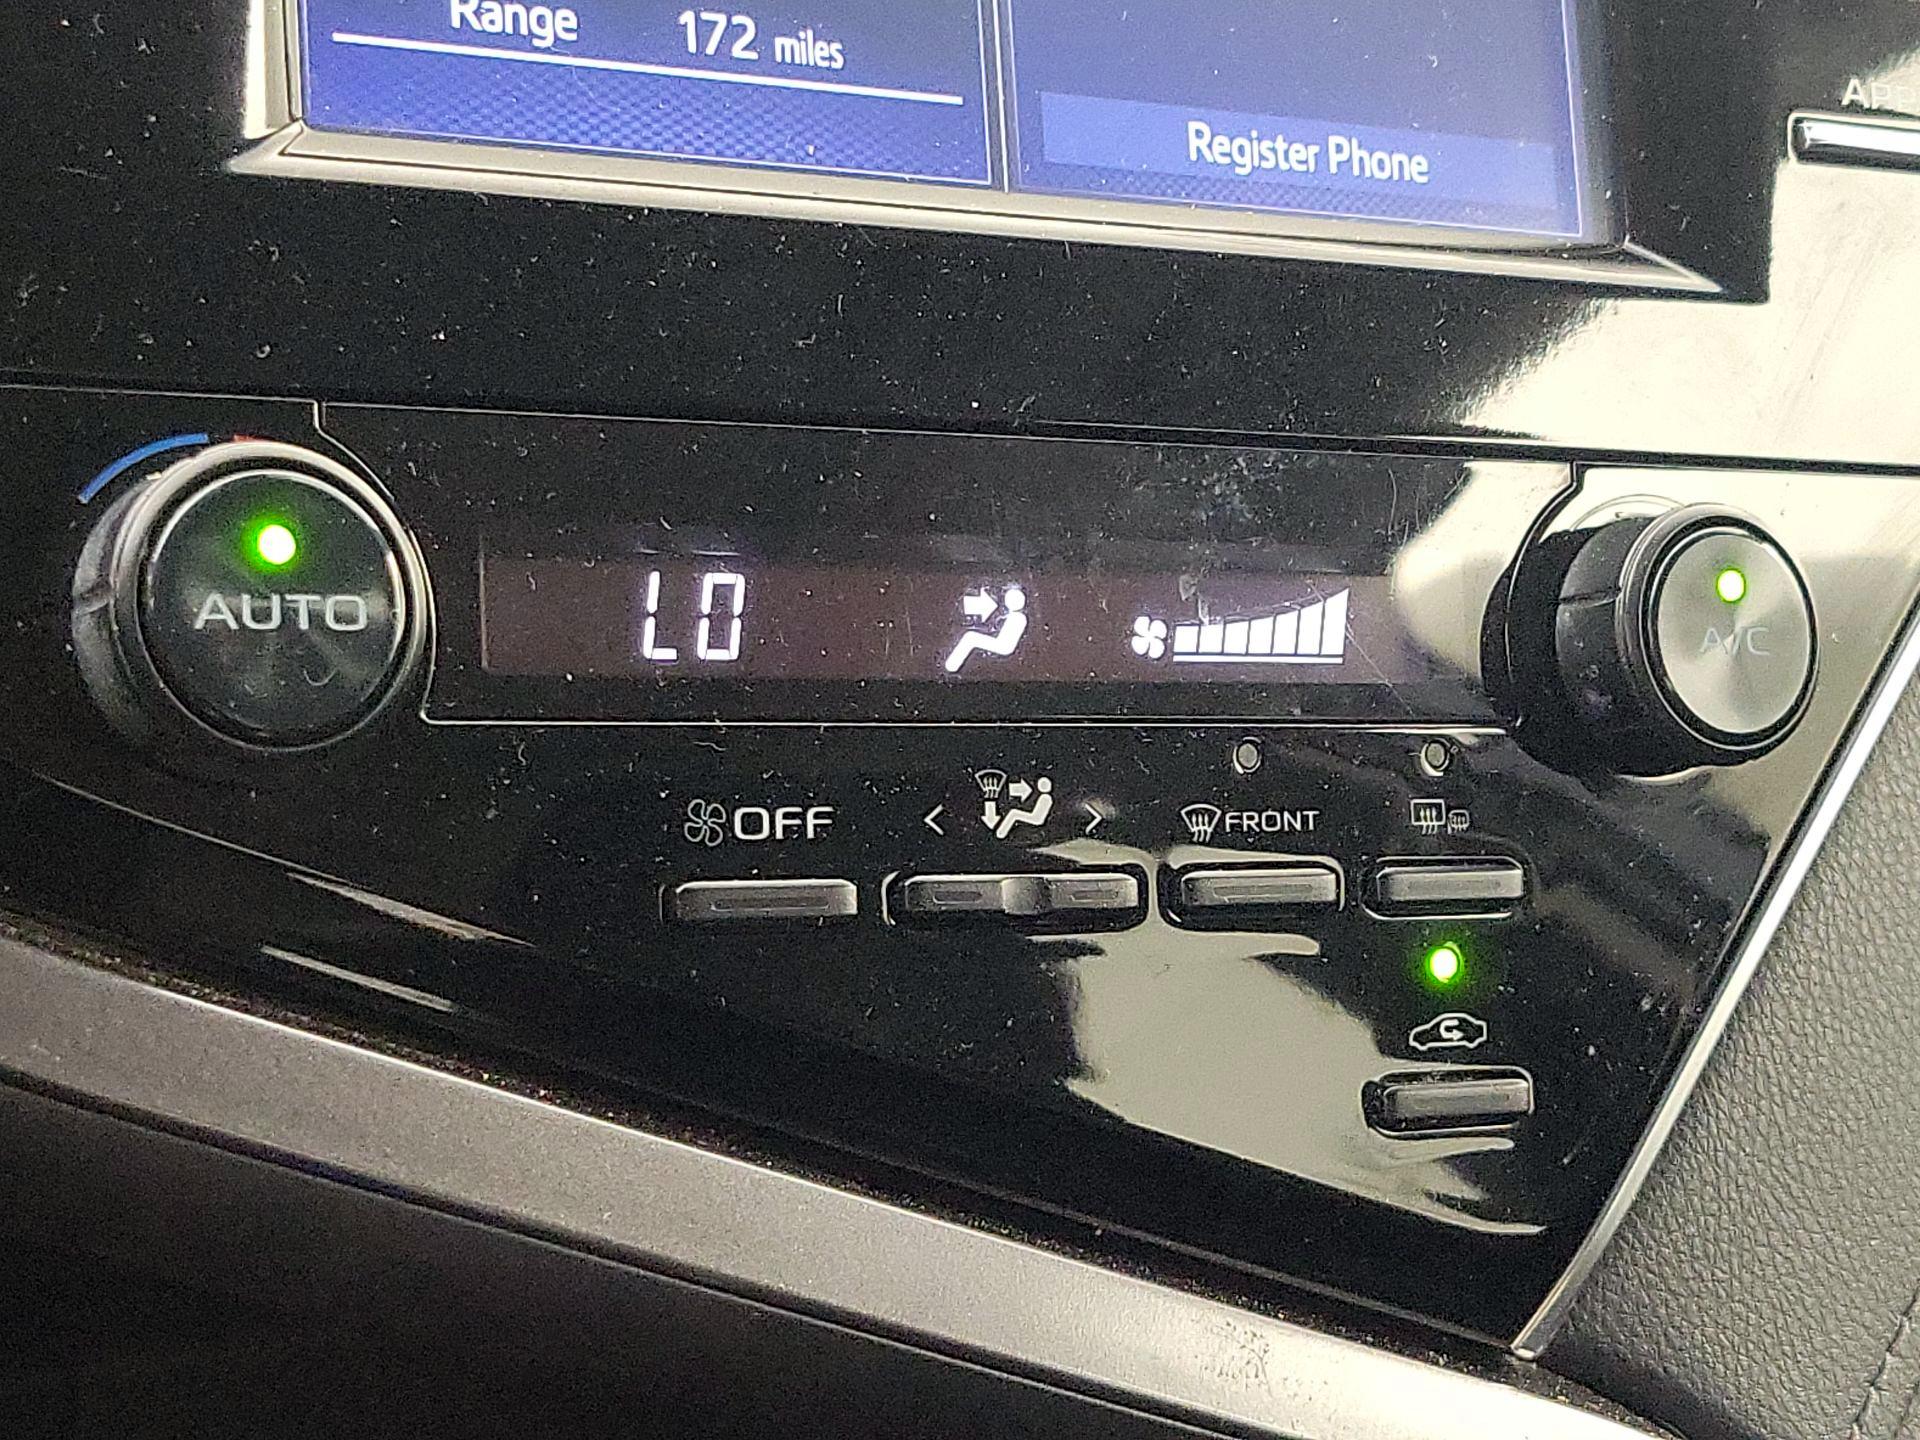 Range 172 miles
Register Phone
AUTO
LO
A/C
OFF
< >
FRONT